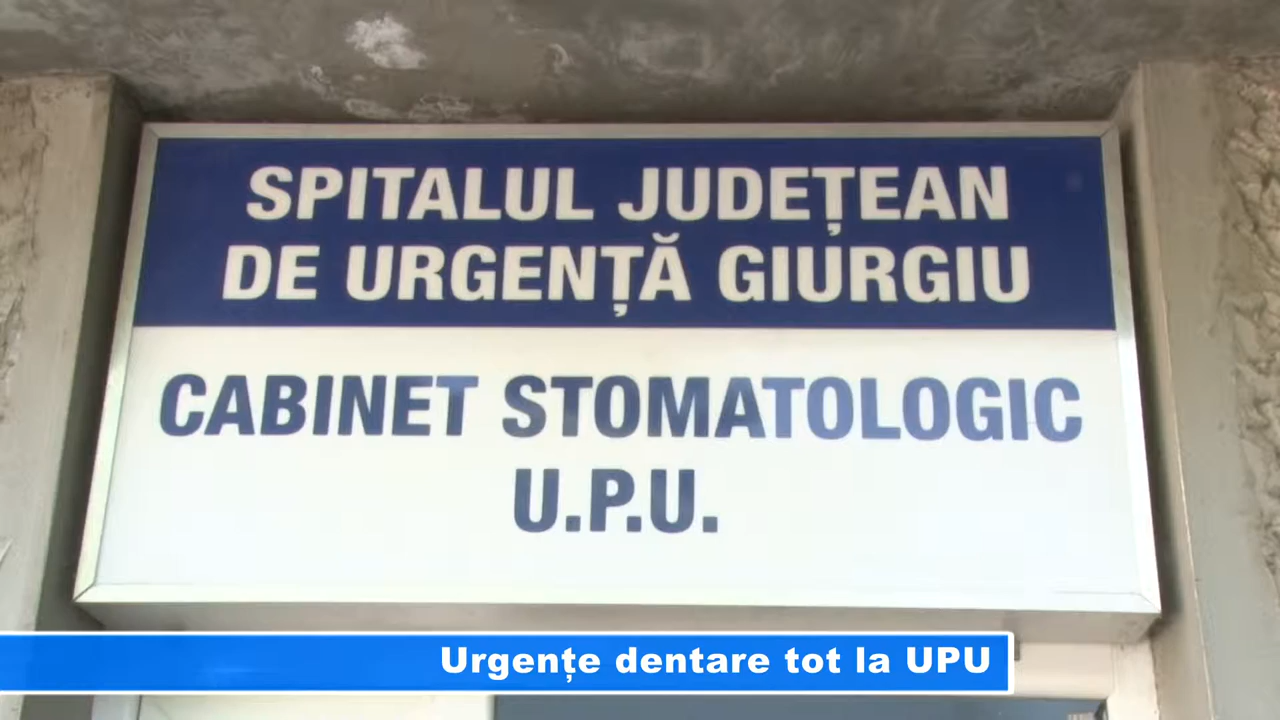 SPITALUL JUDEȚEAN
DE URGENȚĂ GIURGIU
CABINET STOMATOLOGIC
U.P.U.
Urgențe dentare tot la UPU